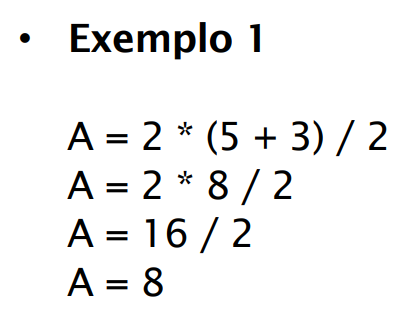 • Exemplo 1
A = 2 * (5 + 3) / 2
A = 2 * 8 / 2
A = 16 / 2
A = 8